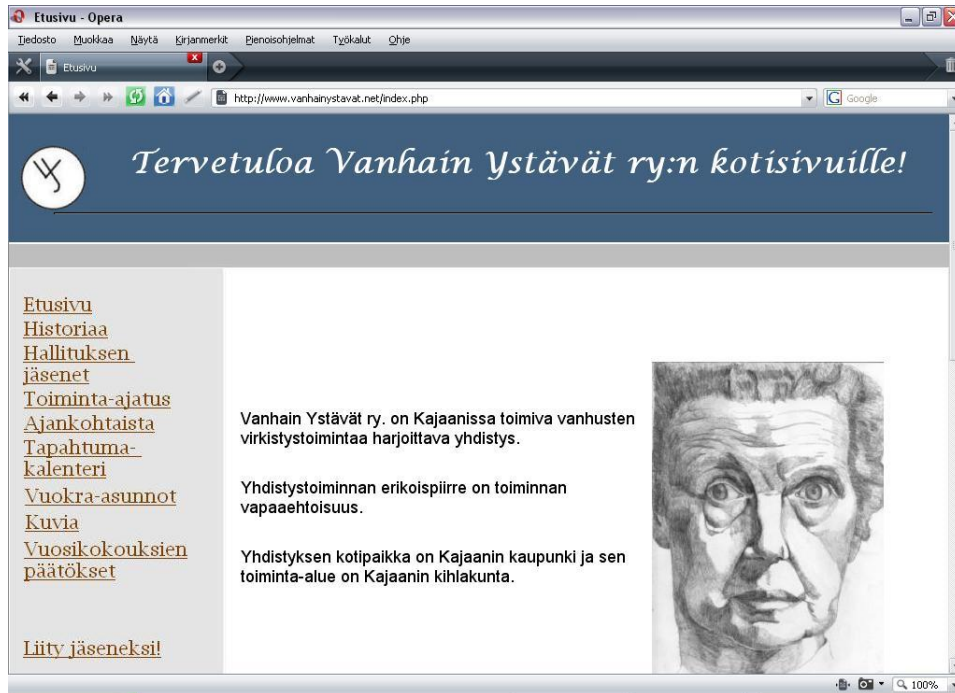 Etusivu - Opera
Tiedosto Muokkaa Näytä Kirjanmerkit Pienoisohjelmat Työkalut Ohje
Etusivu
http://www.vanhainystavat.net/index.php
Google
Tervetuloa Vanhain Ystävät ry:n kotisivuille!
Etusivu
Historiaa
Hallituksen
jäsenet
Toiminta-ajatus
Ajankohtaista
Tapahtuma-
kalenteri
Vuokra-asunnot
Kuvia
Vuosikokouksien
päätökset
Liity jäseneksi!
Vanhain Ystävät ry. on Kajaanissa toimiva vanhusten
virkistystoimintaa harjoittava yhdistys.
Yhdistystoiminnan erikoispiirre on toiminnan
vapaaehtoisuus.
Yhdistyksen kotipaikka on Kajaanin kaupunki ja sen
toiminta-alue on Kajaanin kihlakunta.
100%